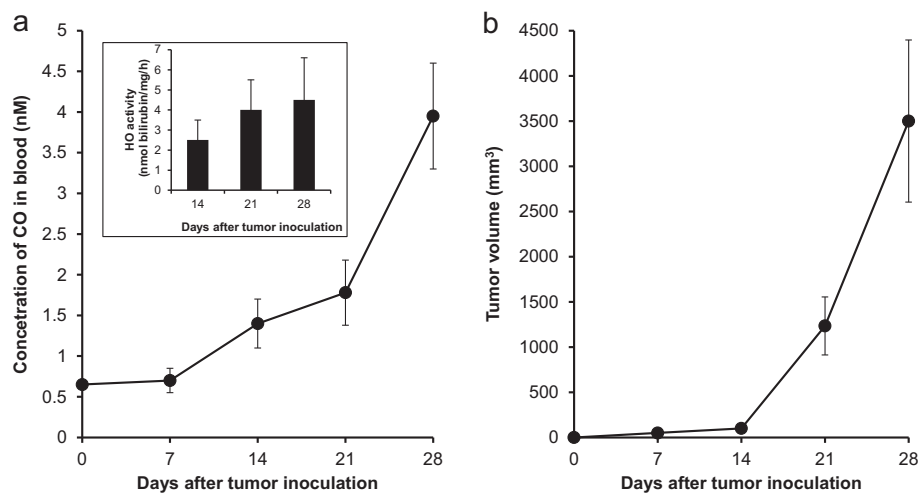 a
Concetration of CO in blood (nM)
5
4.5
4
3.5
3
2.5
2
1.5
1
0.5
0
0 7 14 21 28
Days after tumor inoculation
HO activity
(nmol bilirubin/mg/h)
7
6
5
4
3
2
1
0
14 21 28
Days after tumor inoculation
b
Tumor volume (mm³)
4500
4000
3500
3000
2500
2000
1500
1000
500
0
0 7 14 21 28
Days after tumor inoculation